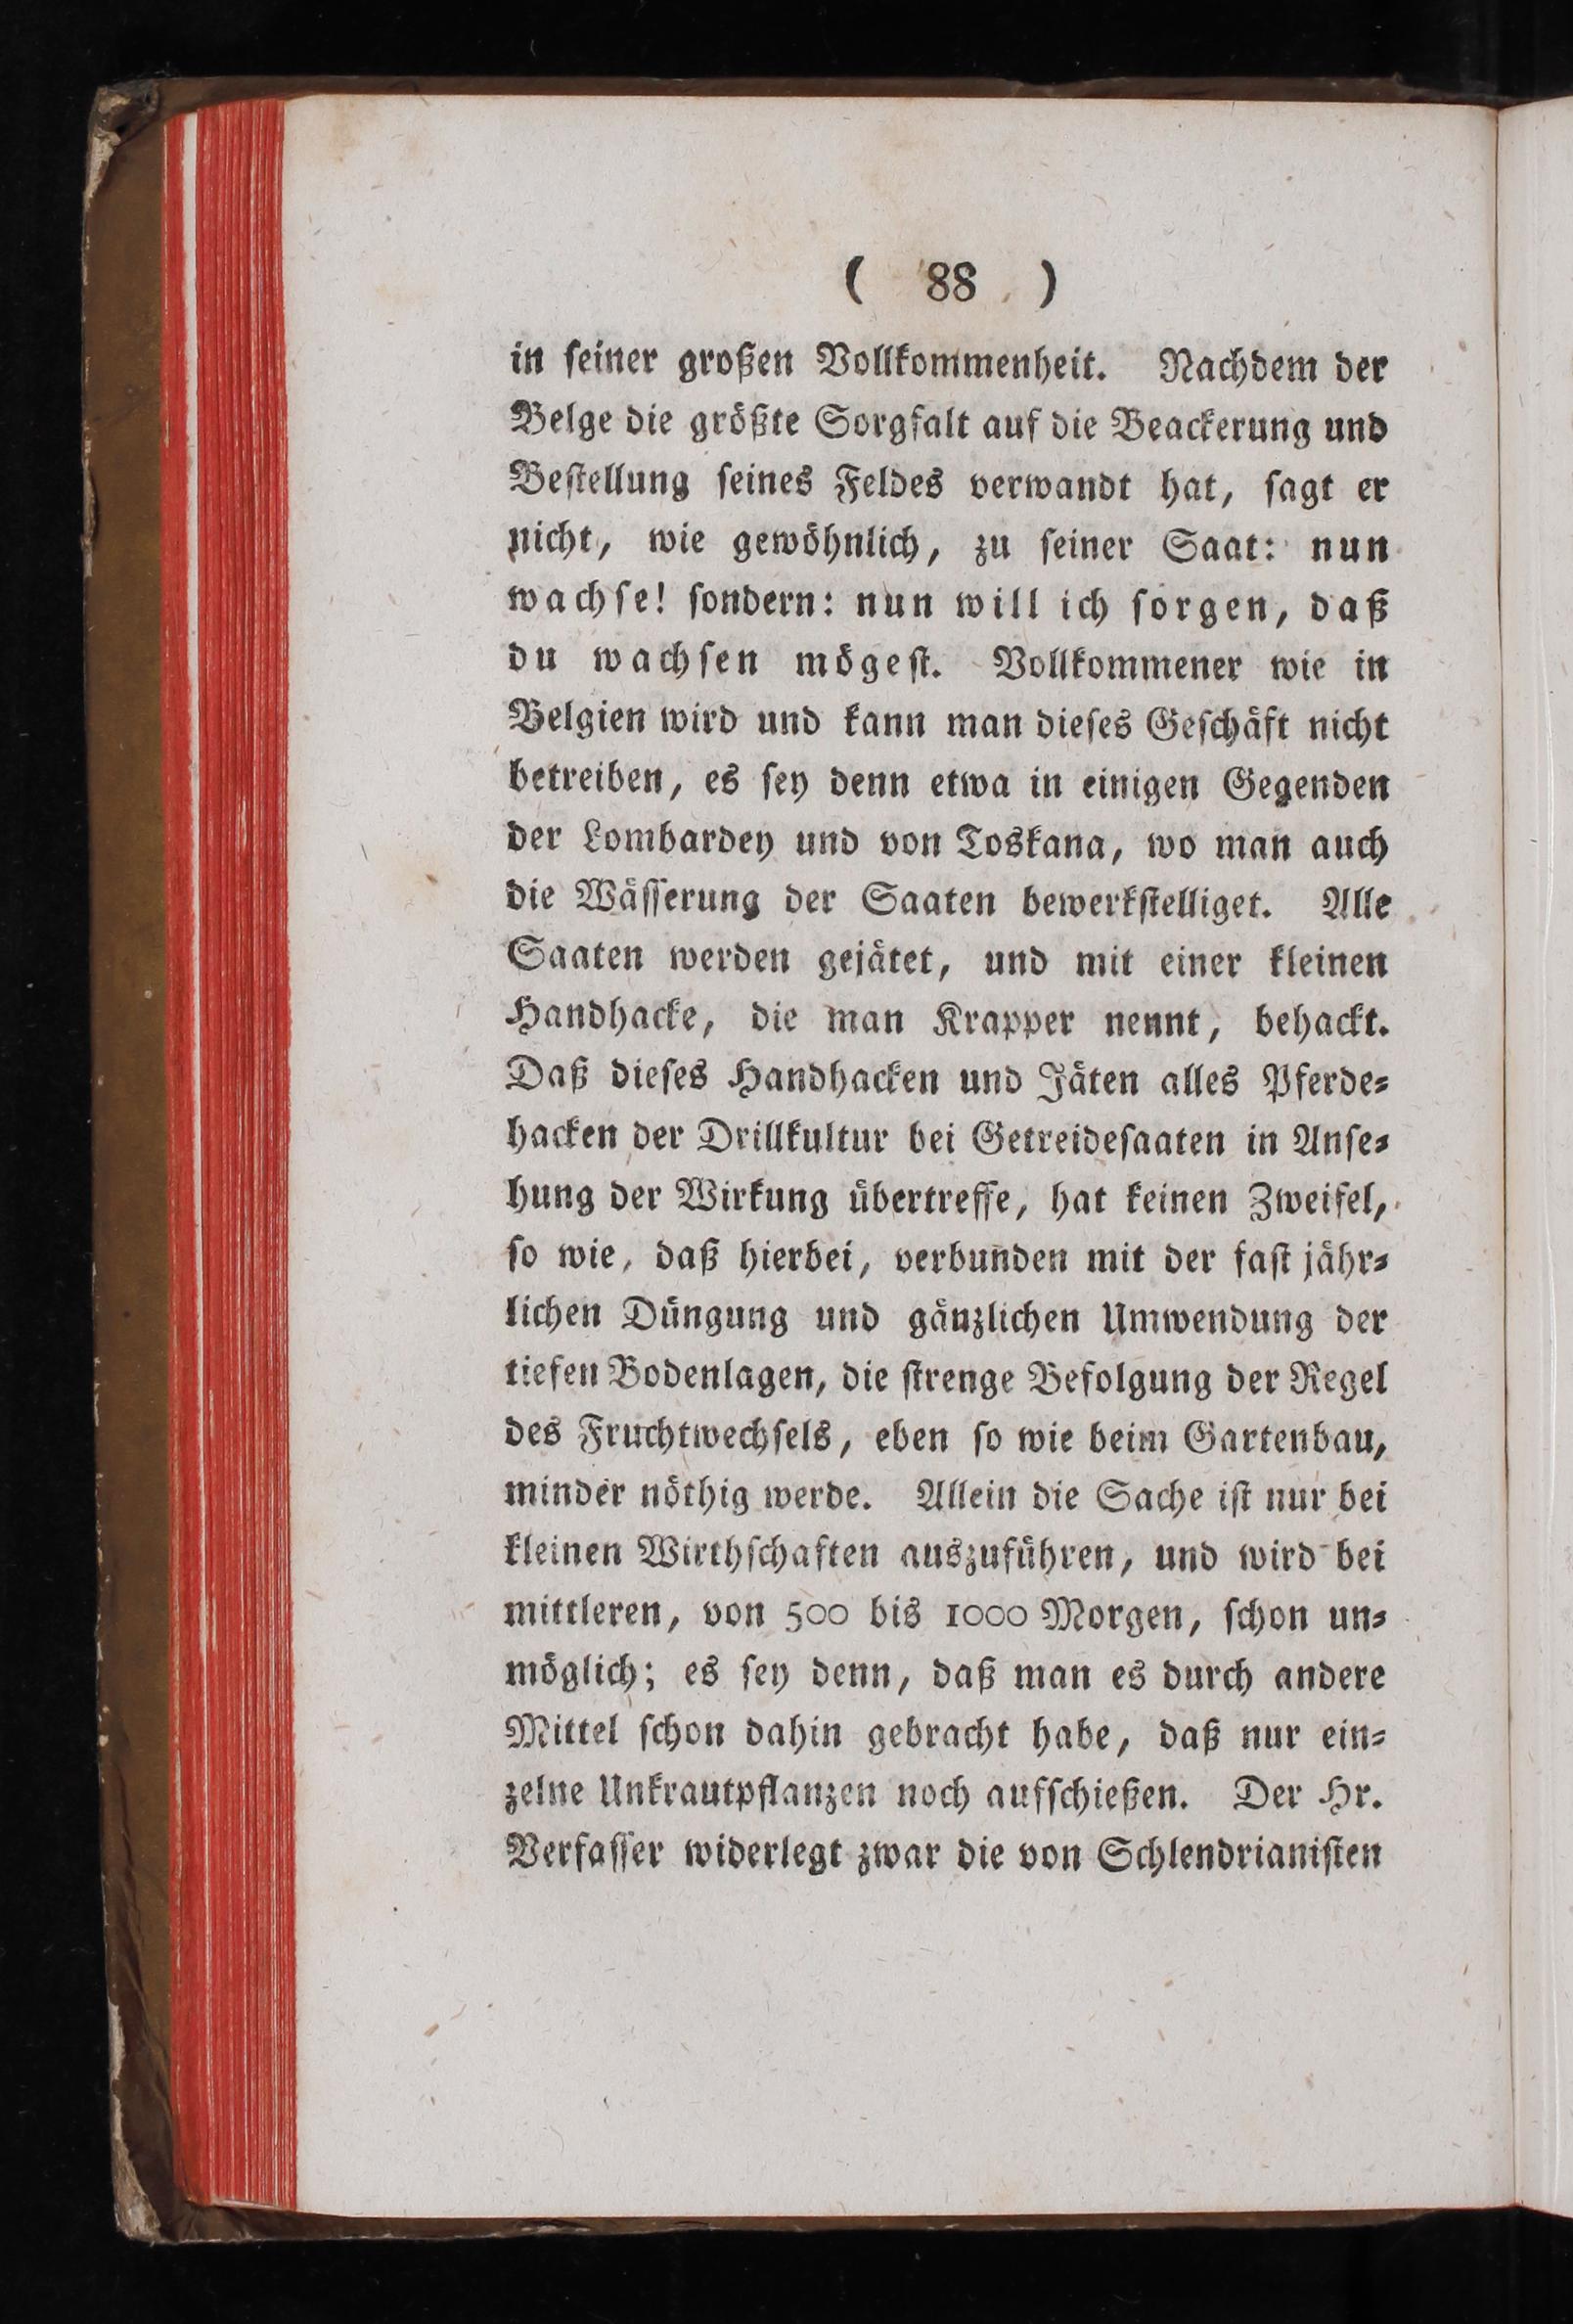 ( 88 )
in ſeiner großen Vollkommenheit. Nachdem der
Belge die größte Sorgfalt auf die Beackerung und
Beſtellung ſeines Feldes verwandt hat, ſagt er
nicht, wie gewöhnlich, zu ſeiner Saat: nun
wachſe! ſondern: nun will ich ſorgen, daß
du wachſen mögeſt. Vollkommener wie in
Belgien wird und kann man dieſes Geſchäft nicht
betreiben, es ſey denn etwa in einigen Gegenden
der Lombardey und von Toskana, wo man auch
die Wäſſerung der Saaten bewerkſtelliget. Alle
Saaten werden gejätet, und mit einer kleinen
Handhacke, die man Krapper nennt, behackt.
Daß dieſes Handhacken und Jäten alles Pferde-
hacken der Drillkultur bei Getreideſaaten in Anſe-
hung der Wirkung übertreffe, hat keinen Zweifel,
ſo wie, daß hierbei, verbunden mit der faſt jähr-
lichen Düngung und gänzlichen Umwendung der
tiefen Bodenlagen, die ſtrenge Befolgung der Regel
des Fruchtwechſels, eben ſo wie beim Gartenbau,
minder nöthig werde. Allein die Sache iſt nur bei
kleinen Wirthſchaften auszuführen, und wird bei
mittleren, von 500 bis 1000 Morgen, ſchon un-
möglich; es ſey denn, daß man es durch andere
Mittel ſchon dahin gebracht habe, daß nur ein-
zelne Unkrautpflanzen noch aufſchießen. Der Hr.
Verfaſſer widerlegt zwar die von Schlendrianiſten